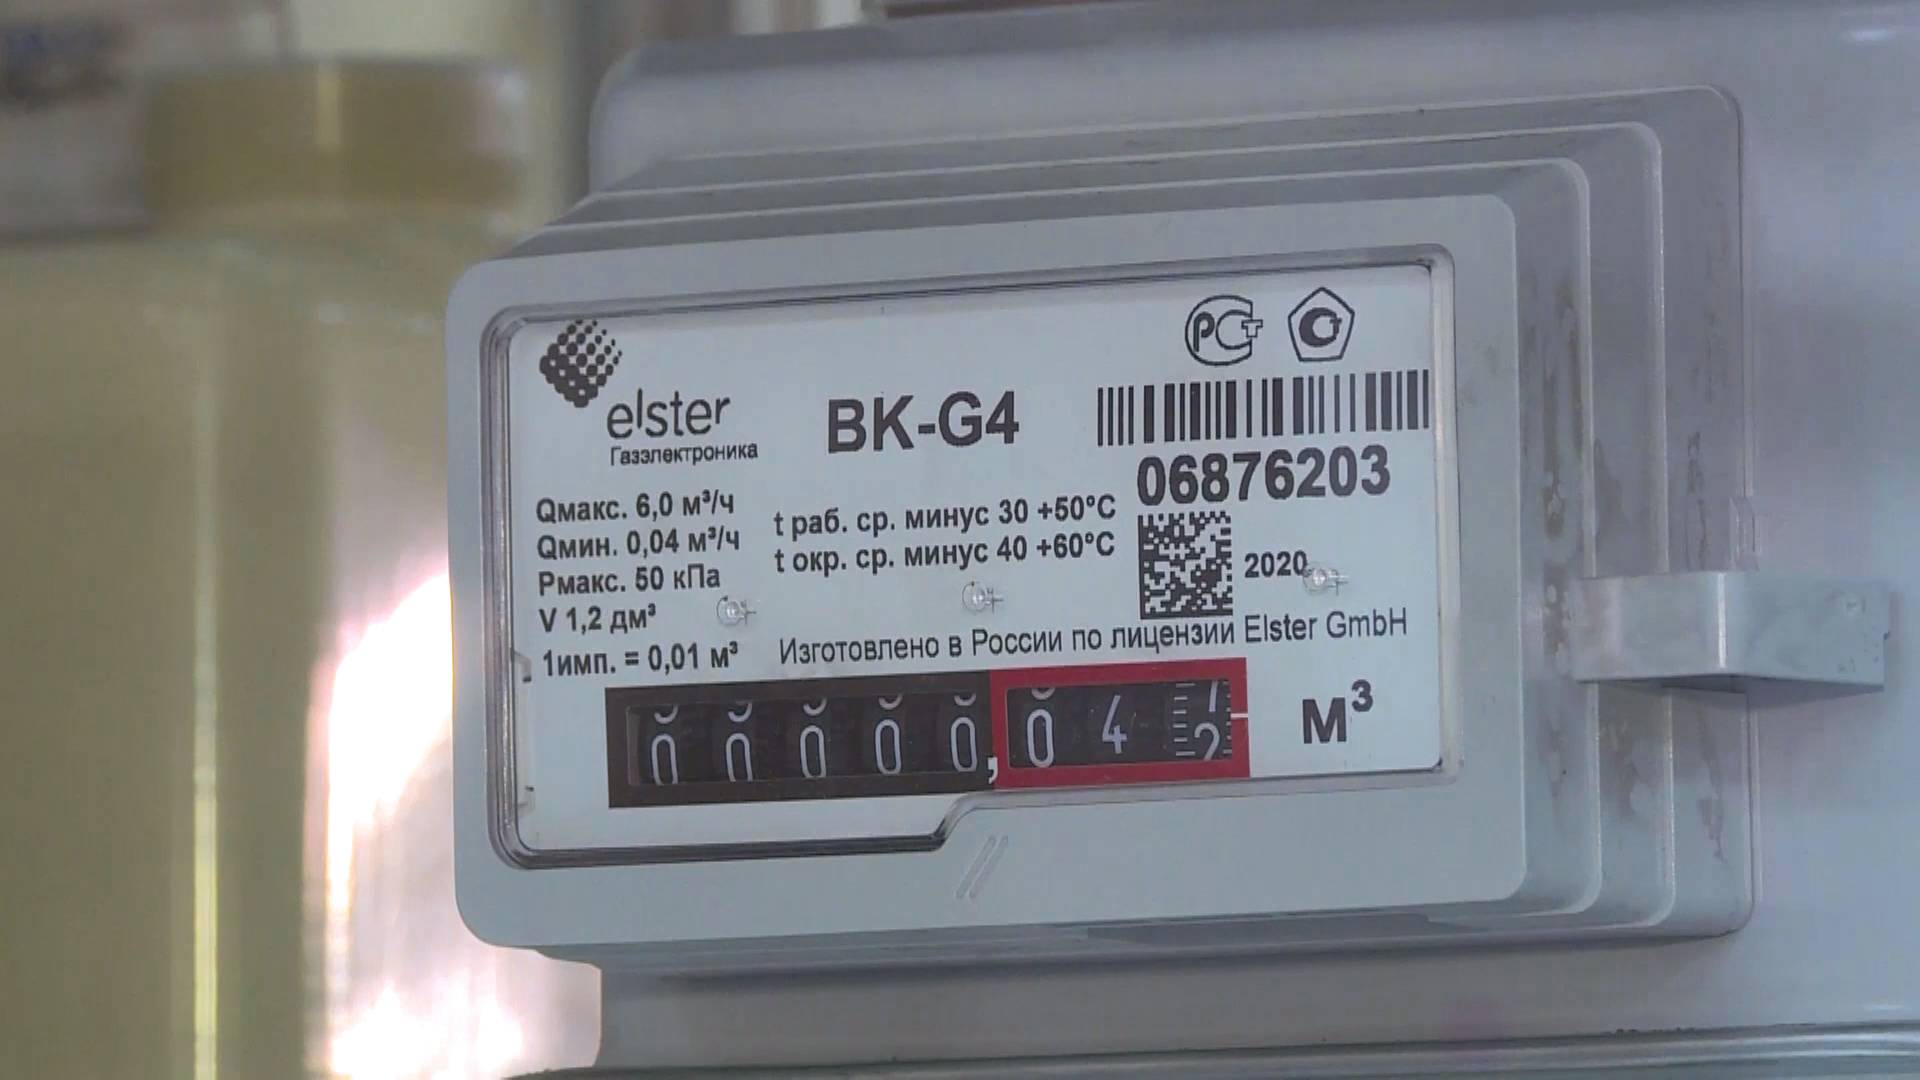 РСТ
elster
Газэлектроника
BK-G4
06876203
Qмакс. 6,0 м³/ч
Qмин. 0,04 м³/ч
Pмакс. 50 кПа
V 1,2 дм³
1имп. = 0,01 м³
t раб. ср. минус 30 +50°C
t окр. ср. минус 40 +60°C
2020
Изготовлено в России по лицензии Elster GmbH
00000,04
м³